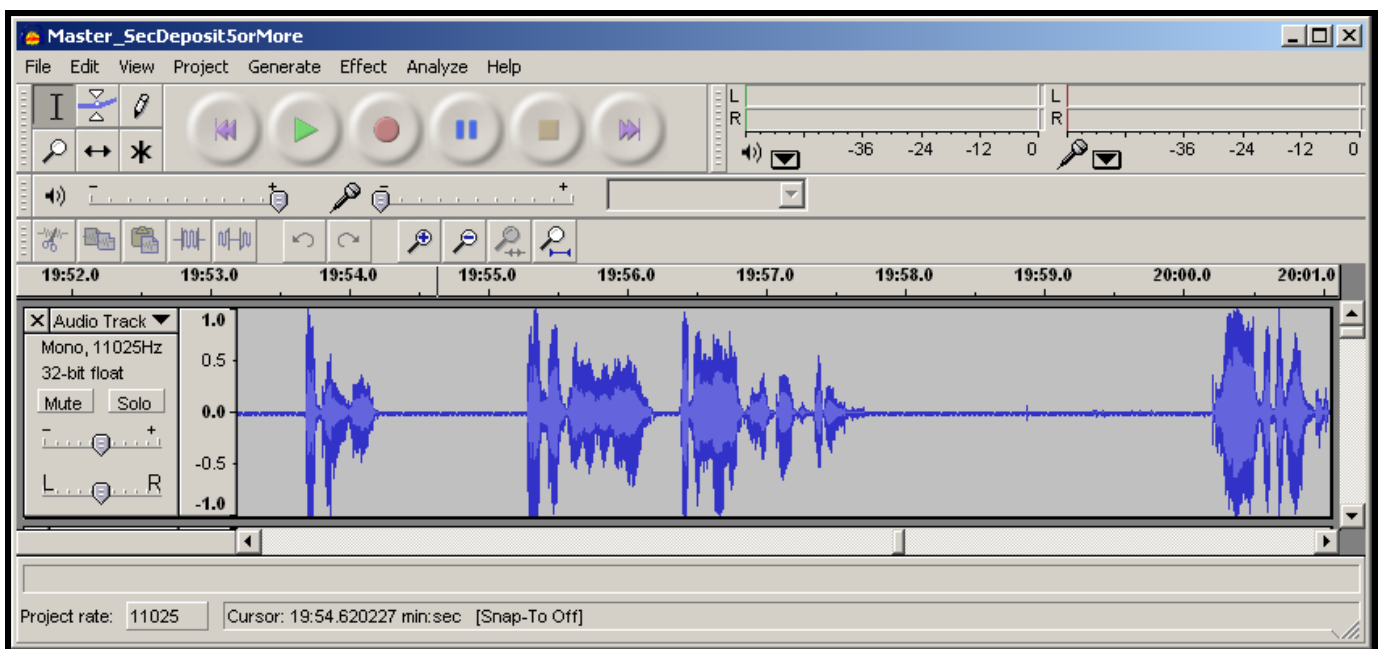 Master_SecDeposit5orMore
File Edit View Project Generate Effect Analyze Help
L L
R R
-36 -24 -12 0 -36 -24 -12 0
- + - +
19:52.0 19:53.0 19:54.0 19:55.0 19:56.0 19:57.0 19:58.0 19:59.0 20:00.0 20:01.0
X Audio Track 1.0
Mono, 11025Hz
32-bit float
0.5
Mute Solo
0.0
- +
-0.5
L R
-1.0
Project rate: 11025 Cursor: 19:54.620227 min:sec [Snap-To Off]